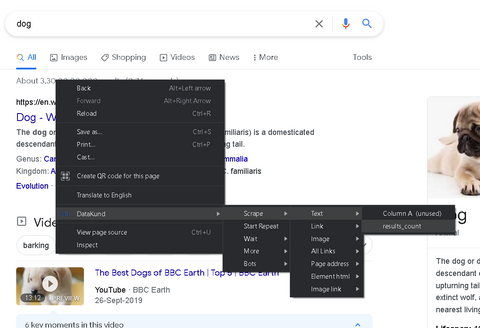 dog
All
Images
Shopping
Videos
News
More
Tools
About 3,30,
https://en.w
Dog - W
The dog or
familiaris) is a domesticated
descendant
ing tail.
Genus: Can
mmalia
Kingdom: A
C. familiaris
Evolution ·
Back Alt+Left arrow
Forward Alt+Right Arrow
Reload Ctrl+R
Save as... Ctrl+S
Print... Ctrl+P
Cast...
Create QR code for this page
Translate to English
DataKund
View page source Ctrl+U
Inspect
Scrape
Start Repeat
Wait
More
Bots
Text
Link
Image
All Links
Page address
Element html
Image link
Column A (unused)
results_count
Vide
barking
13:12
PREVIEW
The Best Dogs of BBC Earth | Top 5 | BBC Earth
YouTube · BBC Earth
26-Sept-2019
6 key moments in this video
og
The dog or d
descendant o
upturning tail
extinct wolf, a
nearest living